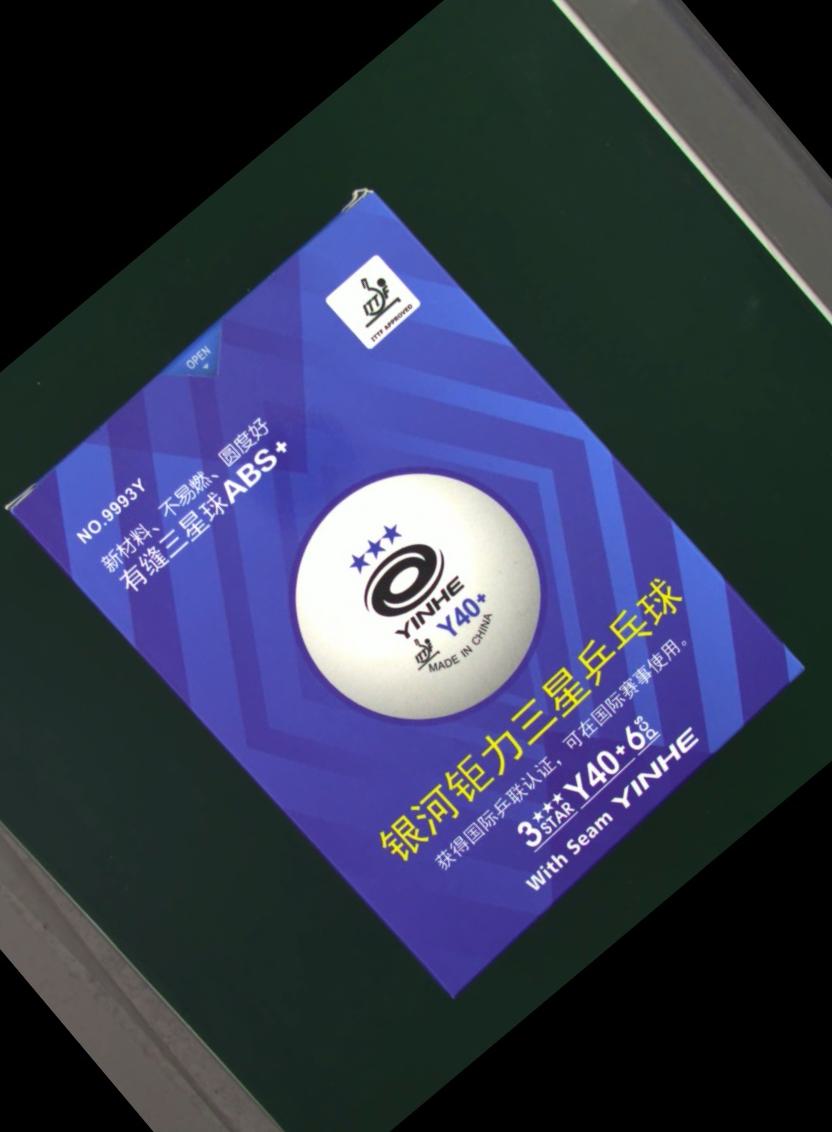 ITTF
ITTF APPROVED
OPEN
NO.9993Y
新材料、不易燃、圆度好
有缝三星球ABS+
YINHE
Y40+
ITTF
MADE IN CHINA
银河钜力三星乒乓球
获得国际乒联认证，可在国际赛事使用。
3★★★STAR Y40+6PCS
With Seam YINHE